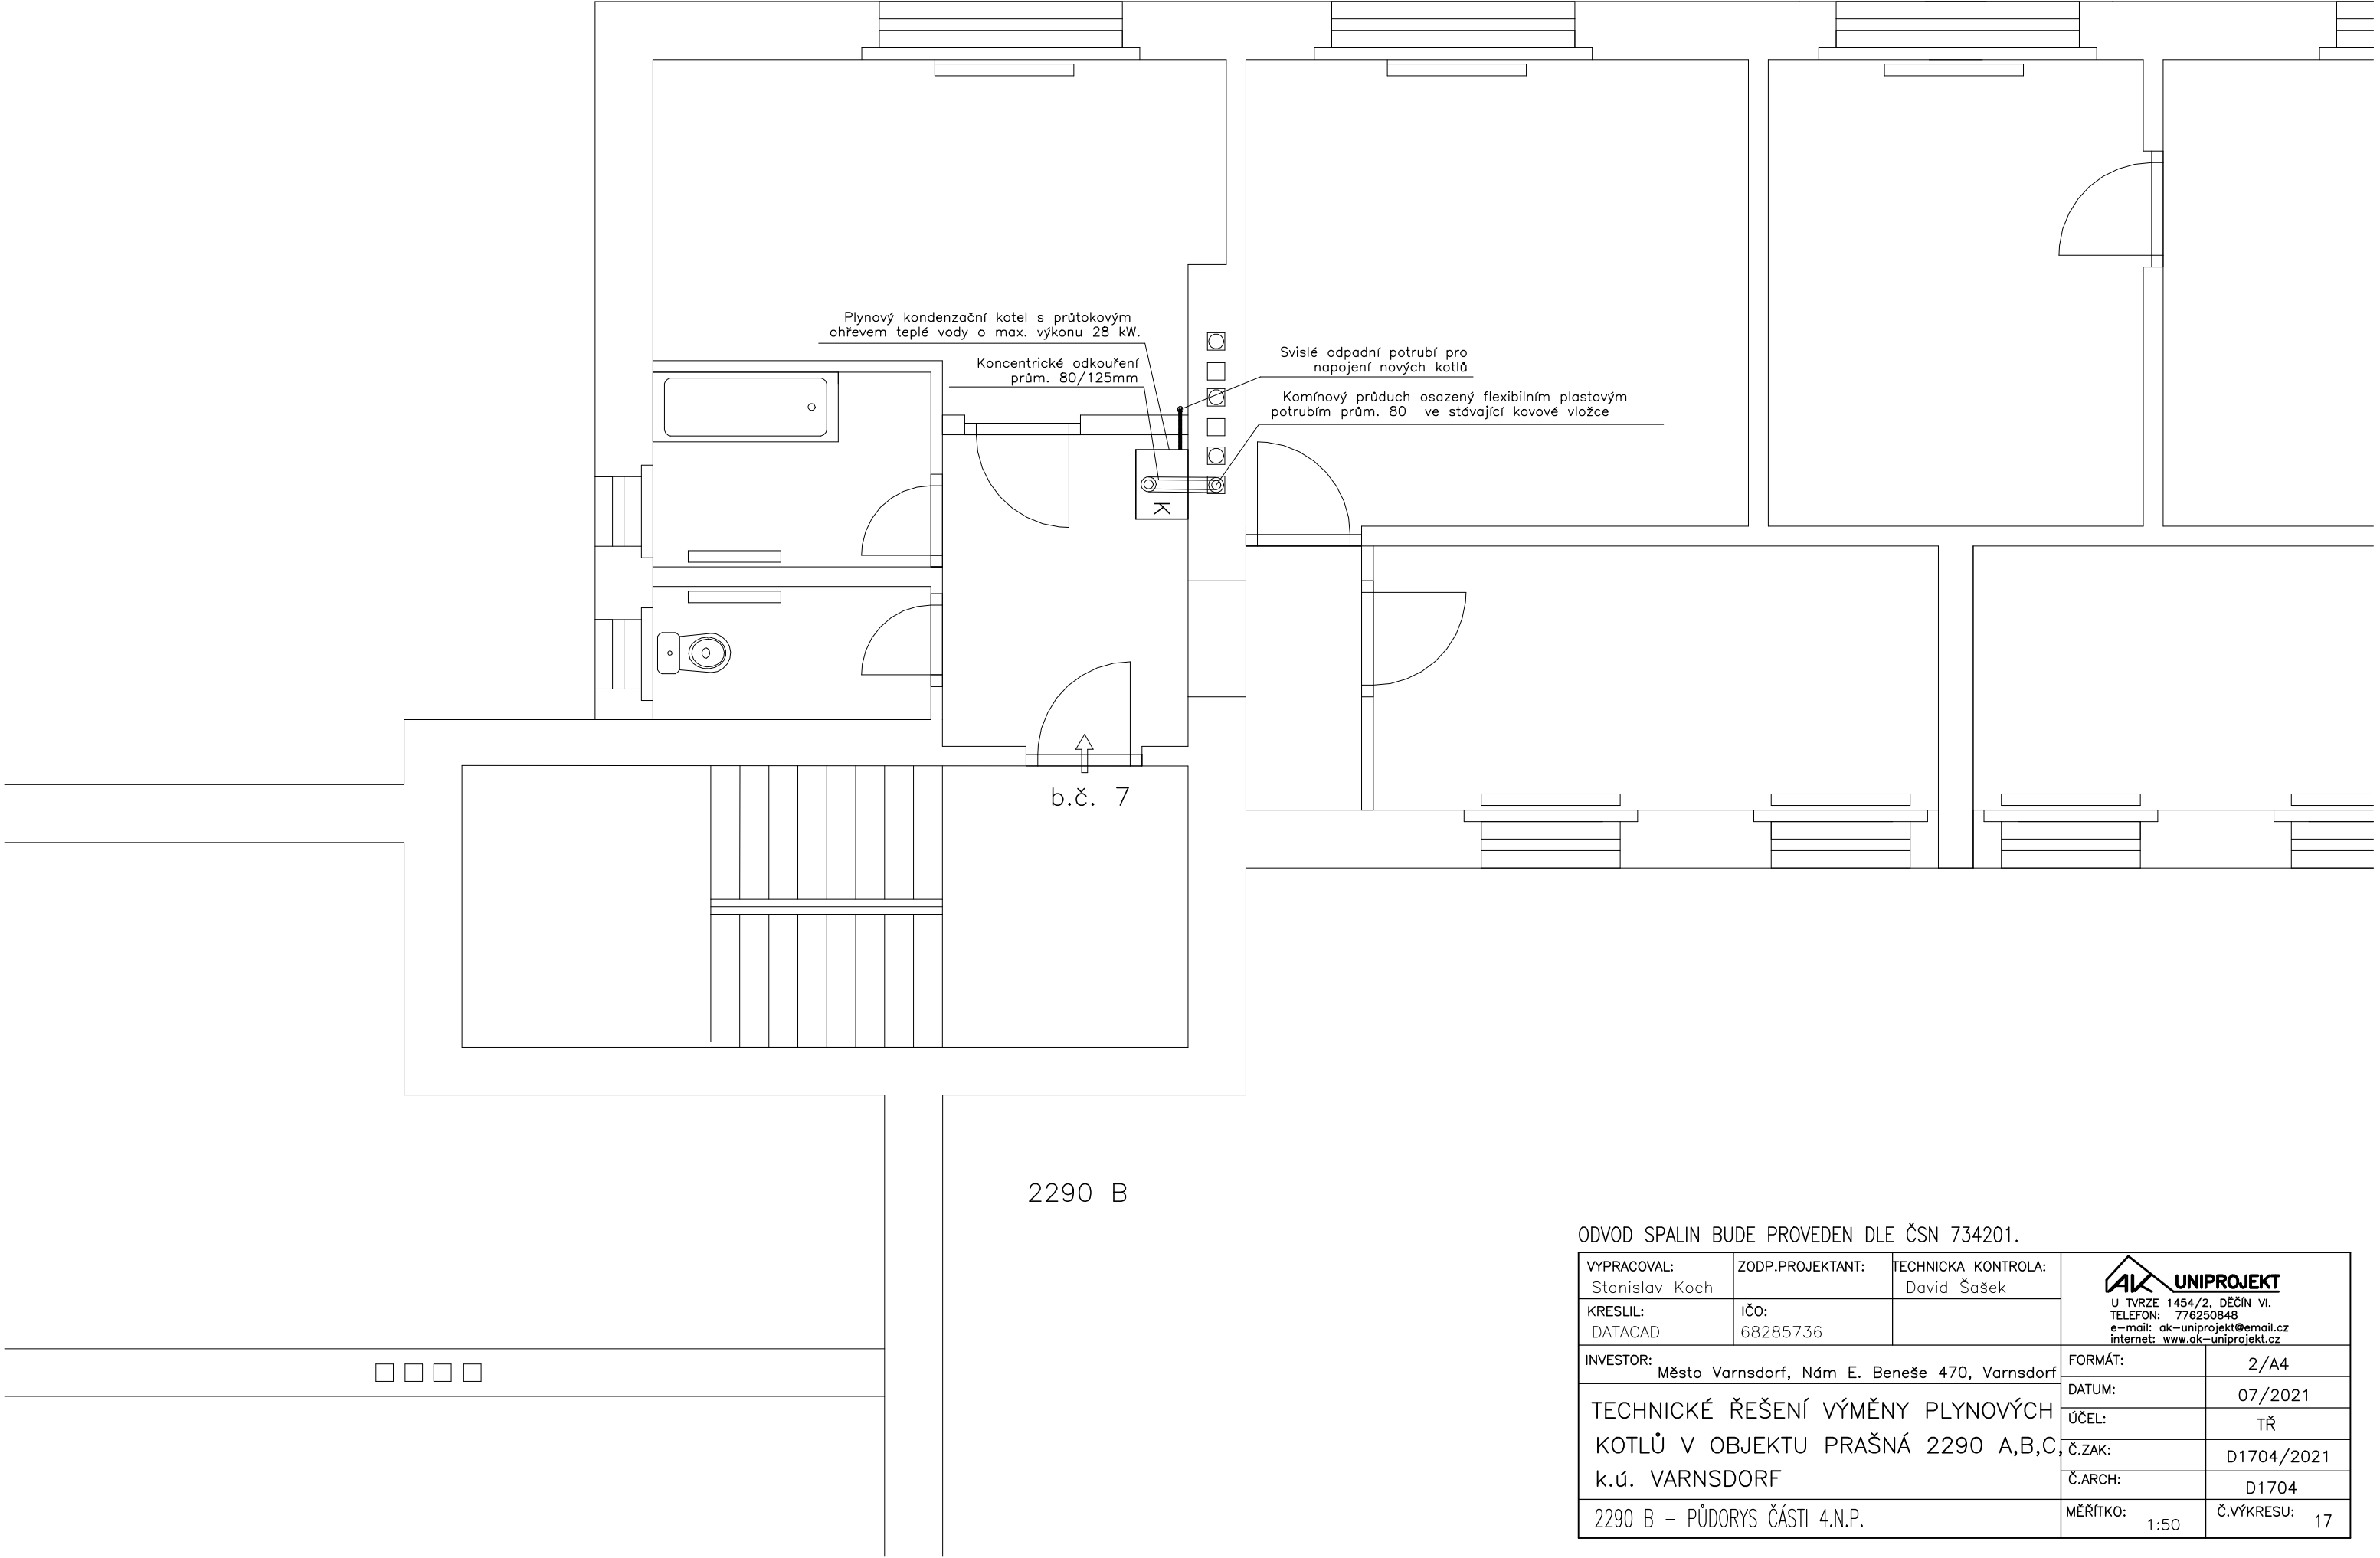 Plynový kondenzační kotel s průtokovým
ohřevem teplé vody o max. výkonu 28 kW.
Koncentrické odkouření
prům. 80/125mm
Svislé odpadní potrubí pro
napojení nových kotlů
Komínový průduch osazený flexibilním plastovým
potrubím prům. 80 ve stávající kovové vložce
K
b.č. 7
2290 B
ODVOD SPALIN BUDE PROVEDEN DLE ČSN 734201.
VYPRACOVAL:
Stanislav Koch
ZODP.PROJEKTANT:
TECHNICKA KONTROLA:
David Šašek
KRESLIL:
DATACAD
IČO:
68285736
AK UNIPROJEKT
U TVRZE 1454/2, DĚČÍN VI.
TELEFON: 776250848
e-mail: ak-uniprojekt@email.cz
internet: www.ak-uniprojekt.cz
INVESTOR:
Město Varnsdorf, Nám E. Beneše 470, Varnsdorf
TECHNICKÉ ŘEŠENÍ VÝMĚNY PLYNOVÝCH
KOTLŮ V OBJEKTU PRAŠNÁ 2290 A,B,C,
k.ú. VARNSDORF
2290 B - PŮDORYS ČÁSTI 4.N.P.
FORMÁT: 2/A4
DATUM: 07/2021
ÚČEL: TŘ
Č.ZAK: D1704/2021
Č.ARCH: D1704
MĚŘÍTKO: 1:50
Č.VÝKRESU: 17